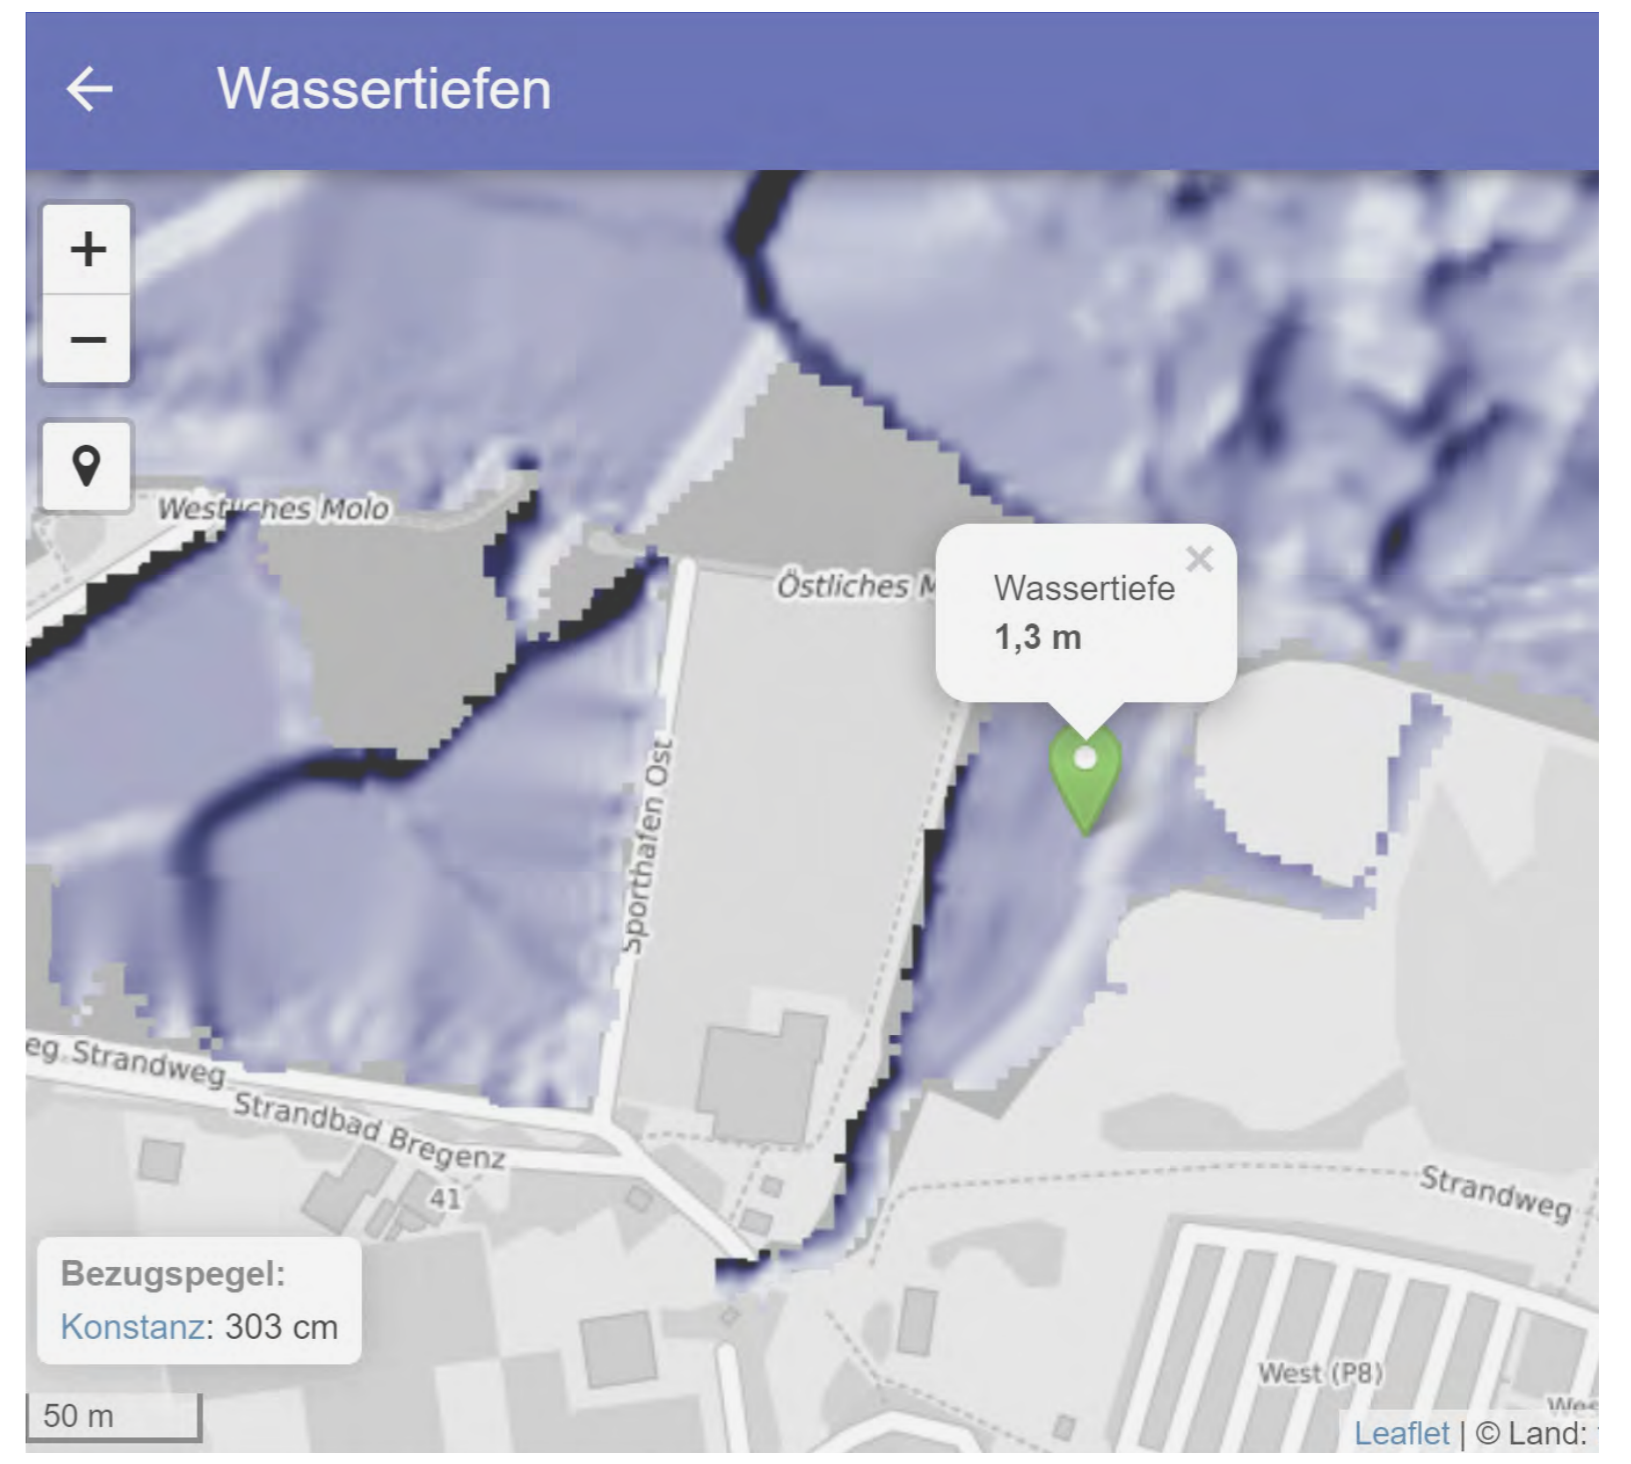 Wassertiefen
+
−
Westliches Molo
Östliches M
Wassertiefe
×
1,3 m
Sporthafen Ost
eg Strandweg
Strandbad Bregenz
41
Strandweg
Bezugspegel:
Konstanz: 303 cm
West (P8)
Wes
50 m
Leaflet | © Land: